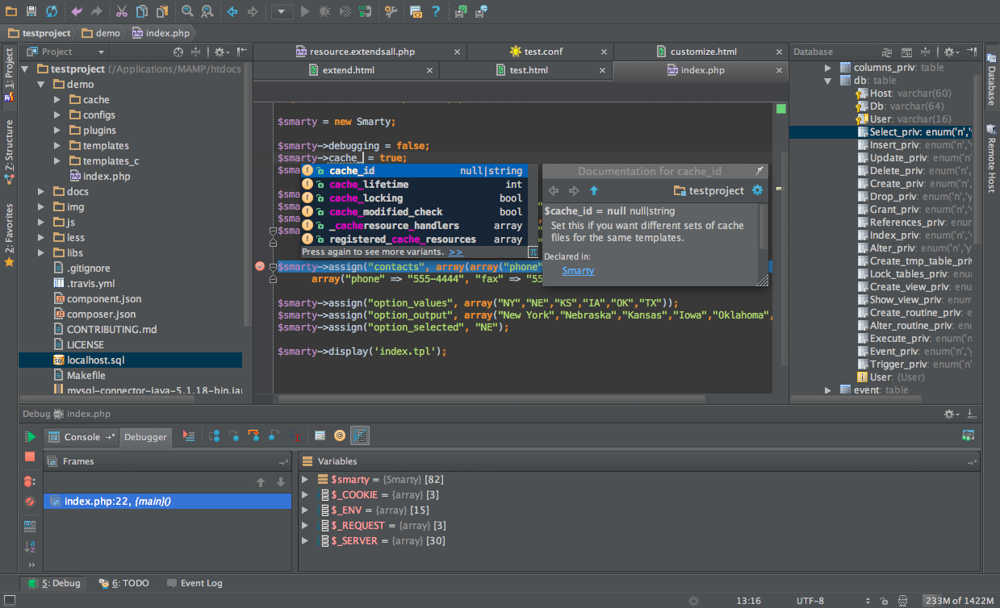 testproject demo index.php
1: Project
Z: Structure
2: Favorites
Project
testproject (/Applications/MAMP/htdocs
demo
cache
configs
plugins
templates
templates_c
index.php
docs
img
js
less
libs
.gitignore
.travis.yml
component.json
composer.json
CONTRIBUTING.md
LICENSE
localhost.sql
Makefile
mysql-connector-java-5.1.18-bin.jar
resource.extendsall.php test.conf customize.html
extend.html test.html index.php
$smarty = new Smarty;
$smarty->debugging = false;
$smarty->cache_ = true;
$sma
cache_id null|string
cache_lifetime int
cache_locking bool
cache_modified_check bool
_cacheresource_handlers array
registered_cache_resources array
Press again to see more variants. >>
$sma
$sma
$sma
$sma
Documentation for cache_id
testproject
$cache_id = null null|string
Set this if you want different sets of cache
files for the same templates.
Declared in:
Smarty
$smarty->assign("contacts", array(array("phone"
array("phone" => "555-4444", "fax" => "55
$smarty->assign("option_values", array("NY","NE","KS","IA","OK","TX"));
$smarty->assign("option_output", array("New York","Nebraska","Kansas","Iowa","Oklahoma",
$smarty->assign("option_selected", "NE");
$smarty->display('index.tpl');
Database
columns_priv: table
db: table
Host: varchar(60)
Db: varchar(64)
User: varchar(16)
Select_priv: enum('n','
Insert_priv: enum('n','
Update_priv: enum('n'
Delete_priv: enum('n',
Create_priv: enum('n',
Drop_priv: enum('n','y
Grant_priv: enum('n','
References_priv: enum
Index_priv: enum('n','y
Alter_priv: enum('n','y
Create_tmp_table_priv
Lock_tables_priv: enum
Create_view_priv: enum
Show_view_priv: enum
Create_routine_priv: en
Alter_routine_priv: enu
Execute_priv: enum('n
Event_priv: enum('n','y
Trigger_priv: enum('n'
User: (User)
event: table
Database
Remote Host
Debug index.php
Console Debugger
Frames
index.php:22, {main}()
Variables
$smarty = {Smarty} [82]
$_COOKIE = {array} [3]
$_ENV = {array} [15]
$_REQUEST = {array} [3]
$_SERVER = {array} [30]
5: Debug 6: TODO Event Log
13:16 UTF-8 233M of 1422M